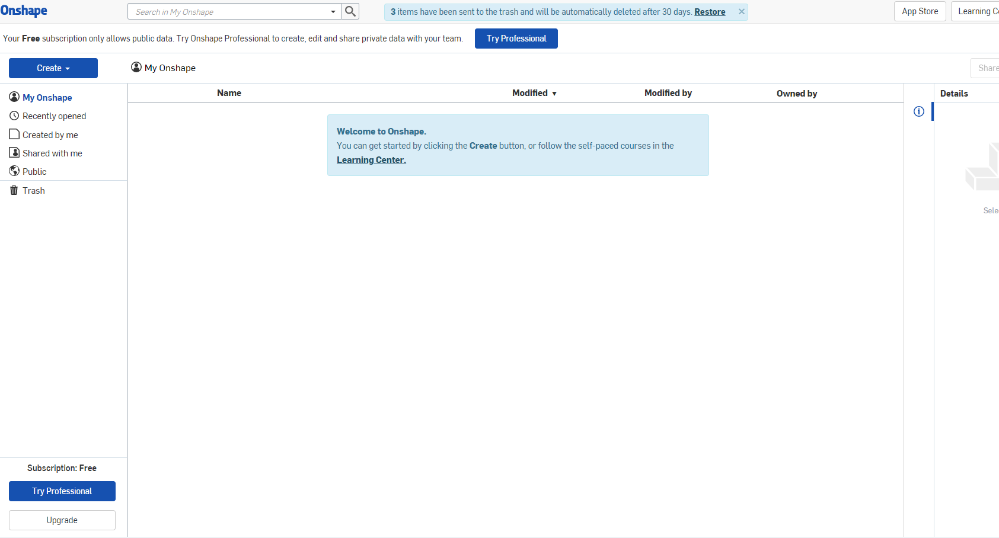 Onshape
Search in My Onshape
3 items have been sent to the trash and will be automatically deleted after 30 days. Restore ×
App Store
Learning
Your Free subscription only allows public data. Try Onshape Professional to create, edit and share private data with your team.
Try Professional
Create
My Onshape
Share
My Onshape
Recently opened
Created by me
Shared with me
Public
Trash
Name Modified ▼ Modified by Owned by
Details
Welcome to Onshape.
You can get started by clicking the Create button, or follow the self-paced courses in the
Learning Center.
Subscription: Free
Try Professional
Upgrade